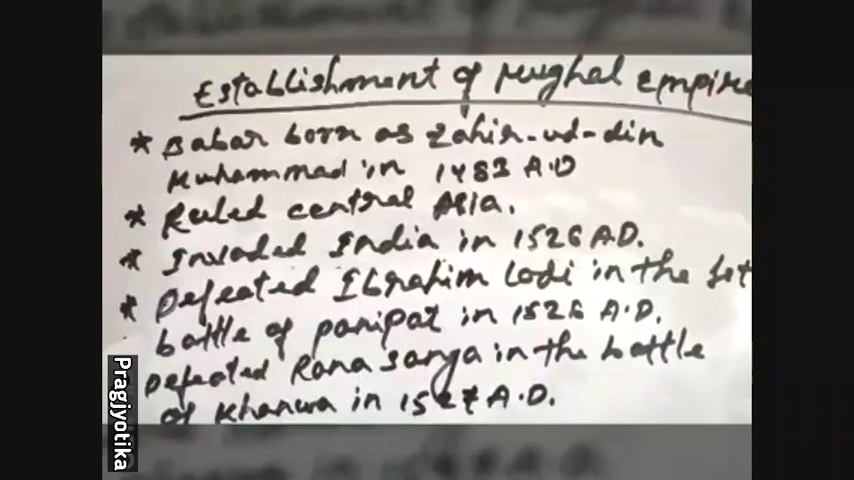 Establishment of Mughal empire
* Babar born as Zahir-ud-din
Muhammad in 1483 A.D
* Ruled central Asia.
* Invaded India in 1526 A.D.
* Defeated Ibrahim Lodi in the 1st
battle of panipat in 1526 A.D.
Defeated Rana Sanga in the battle
of Khanwa in 1527 A.D.
Pragjyotika